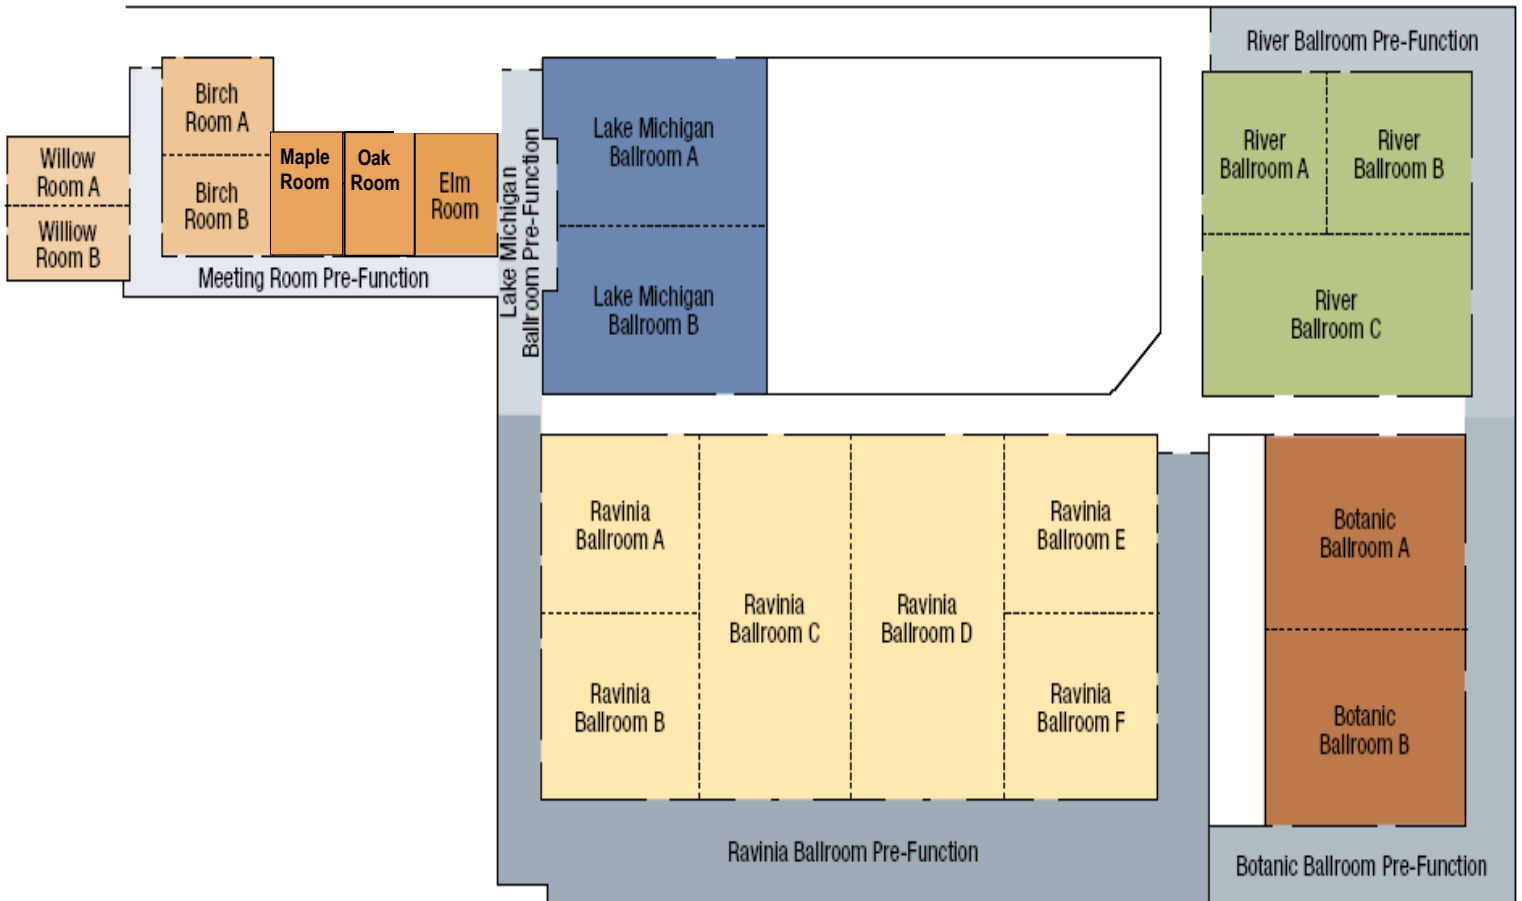 River Ballroom Pre-Function
Birch
Room A
Lake Michigan
Ballroom A
River
Ballroom A
River
Ballroom B
Willow
Room A
Maple
Room
Oak
Room
Elm
Room
Birch
Room B
Williow
Room B
Meeting Room Pre-Function
Lake Michigan
Ballroom Pre-Function
Lake Michigan
Ballroom B
River
Ballroom C
Ravinia
Ballroom A
Ravinia
Ballroom E
Botanic
Ballroom A
Ravinia
Ballroom C
Ravinia
Ballroom D
Ravinia
Ballroom B
Ravinia
Ballroom F
Botanic
Ballroom B
Ravinia Ballroom Pre-Function
Botanic Ballroom Pre-Function